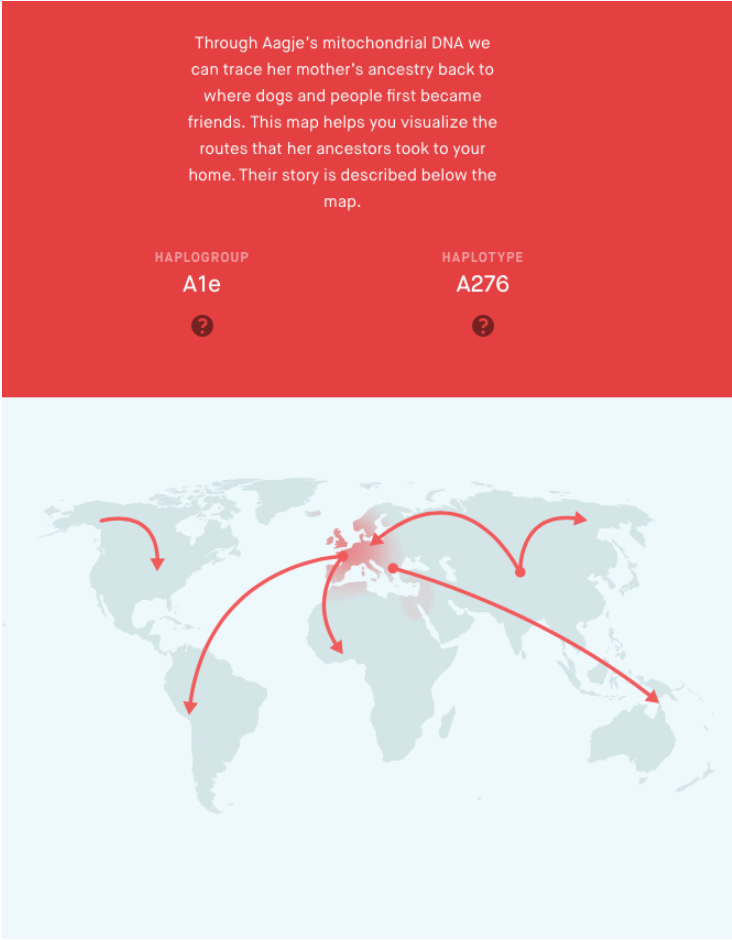 Through Aagje's mitochondrial DNA we
can trace her mother's ancestry back to
where dogs and people first became
friends. This map helps you visualize the
routes that her ancestors took to your
home. Their story is described below the
map.
HAPLOGROUP
HAPLOTYPE
A1e
A276
?
?